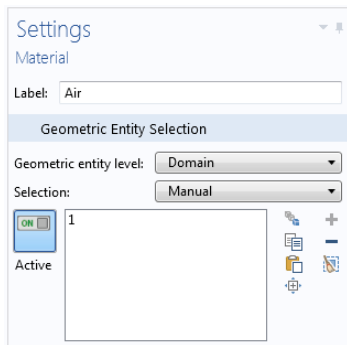 Settings
Material
Label: Air
Geometric Entity Selection
Geometric entity level: Domain
Selection: Manual
ON 1
Active